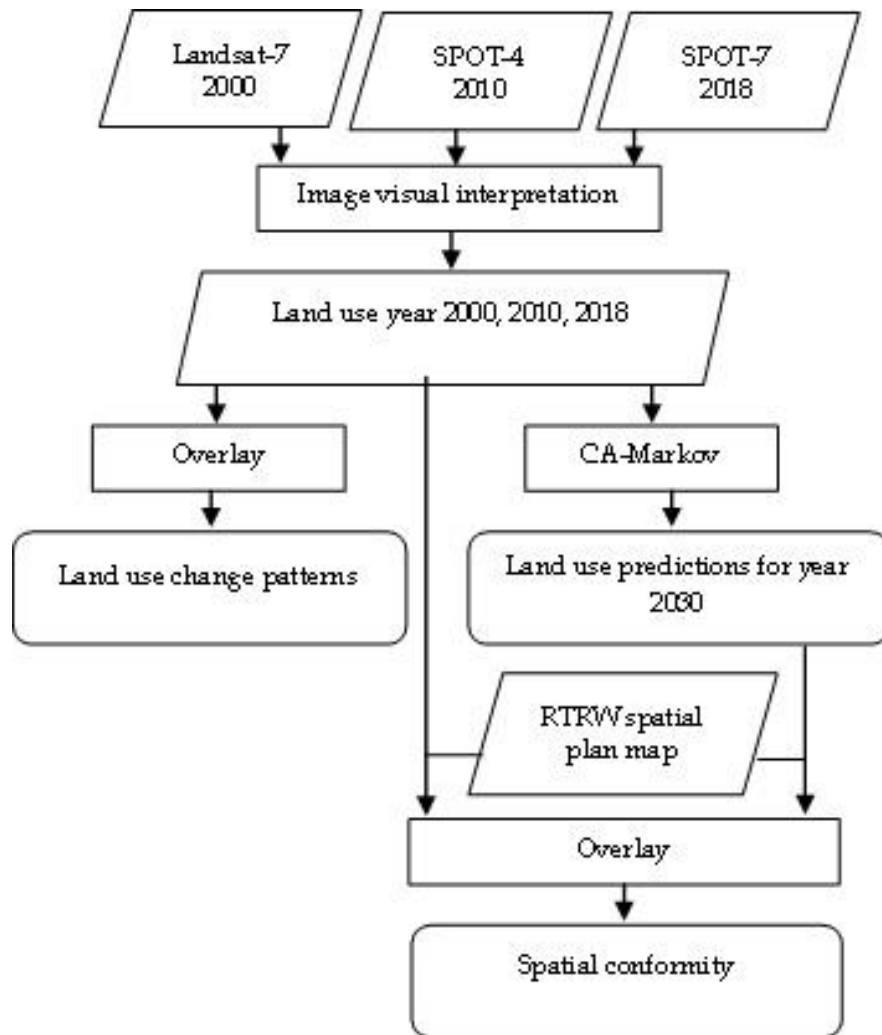 Landsat-7
2000
SPOT-4
2010
SPOT-7
2018
Image visual interpretation
Land use year 2000, 2010, 2018
Overlay
CA-Markov
Land use change patterns
Land use predictions for year
2030
RTRW spatial
plan map
Overlay
Spatial conformity